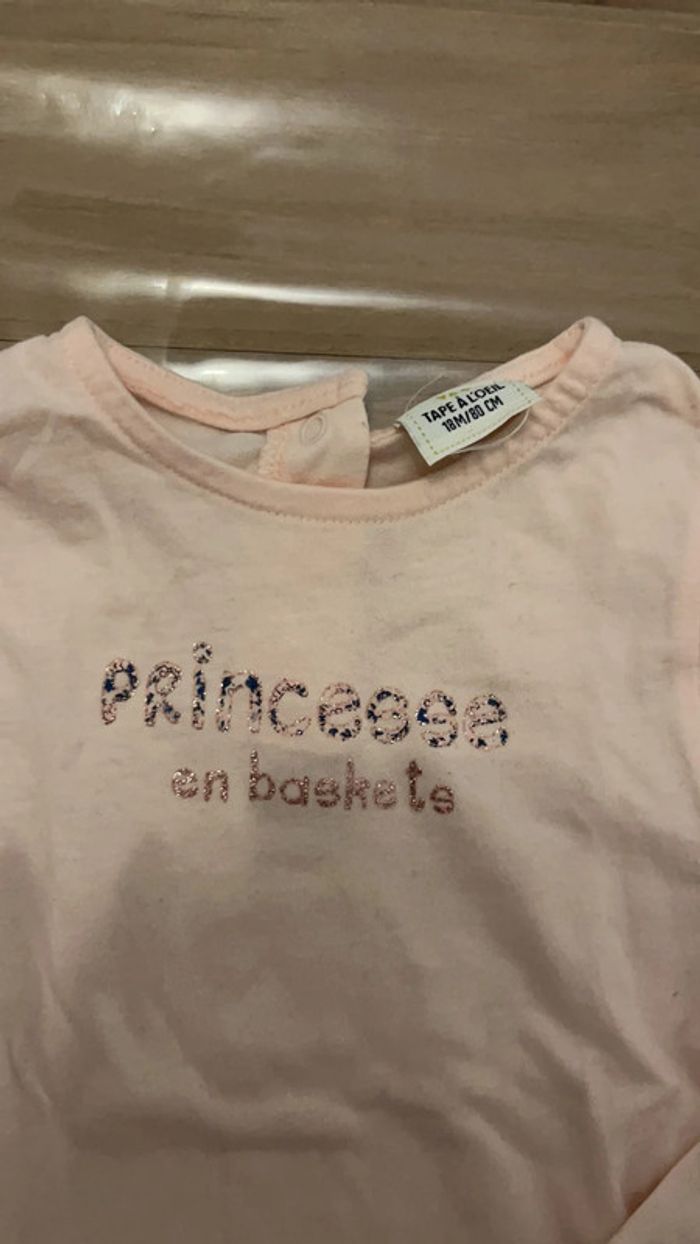 TAPE À L'OEIL
18M/80 CM
PRincesse
en baskets